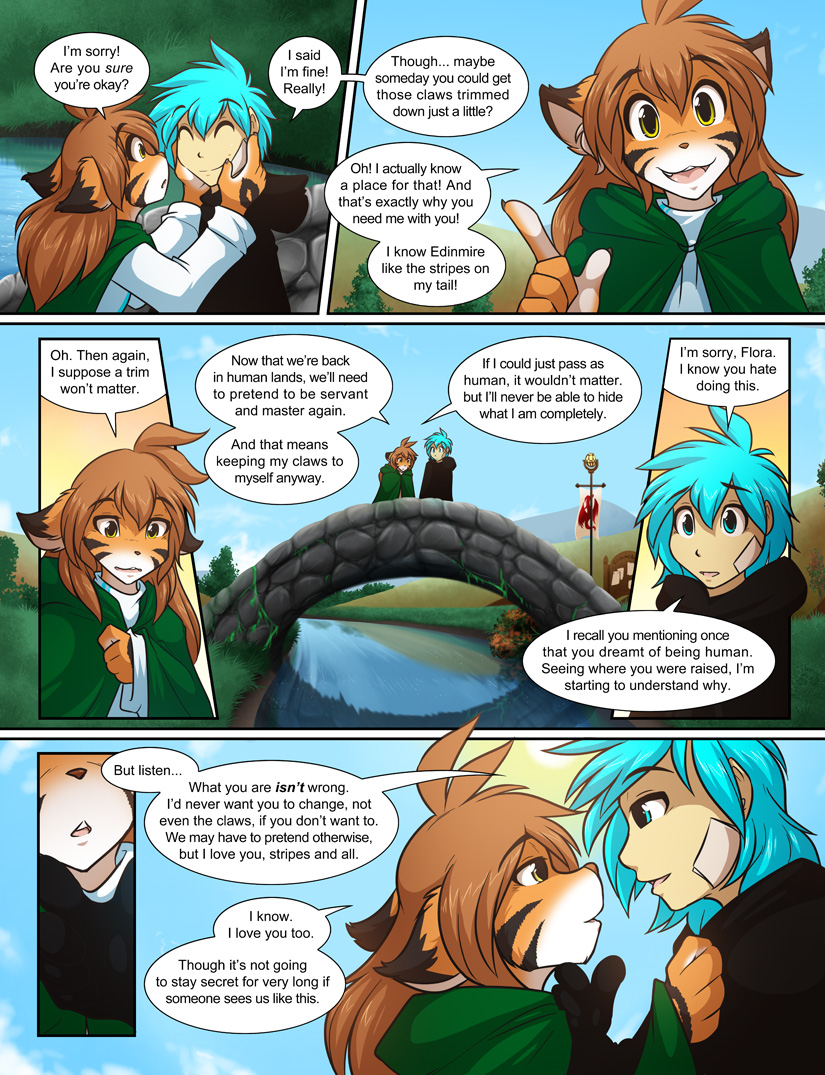 I'm sorry!
Are you sure
you're okay?
I said
I'm fine!
Really!
Though... maybe
someday you could get
those claws trimmed
down just a little?
Oh! I actually know
a place for that! And
that's exactly why you
need me with you!
I know Edinmire
like the stripes on
my tail!
Oh. Then again,
I suppose a trim
won't matter.
Now that we're back
in human lands, we'll need
to pretend to be servant
and master again.
And that means
keeping my claws to
myself anyway.
If I could just pass as
human, it wouldn't matter.
but I'll never be able to hide
what I am completely.
I'm sorry, Flora.
I know you hate
doing this.
I recall you mentioning once
that you dreamt of being human.
Seeing where you were raised, I'm
starting to understand why.
But listen...
What you are isn't wrong.
I'd never want you to change, not
even the claws, if you don't want to.
We may have to pretend otherwise,
but I love you, stripes and all.
I know.
I love you too.
Though it's not going
to stay secret for very long if
someone sees us like this.